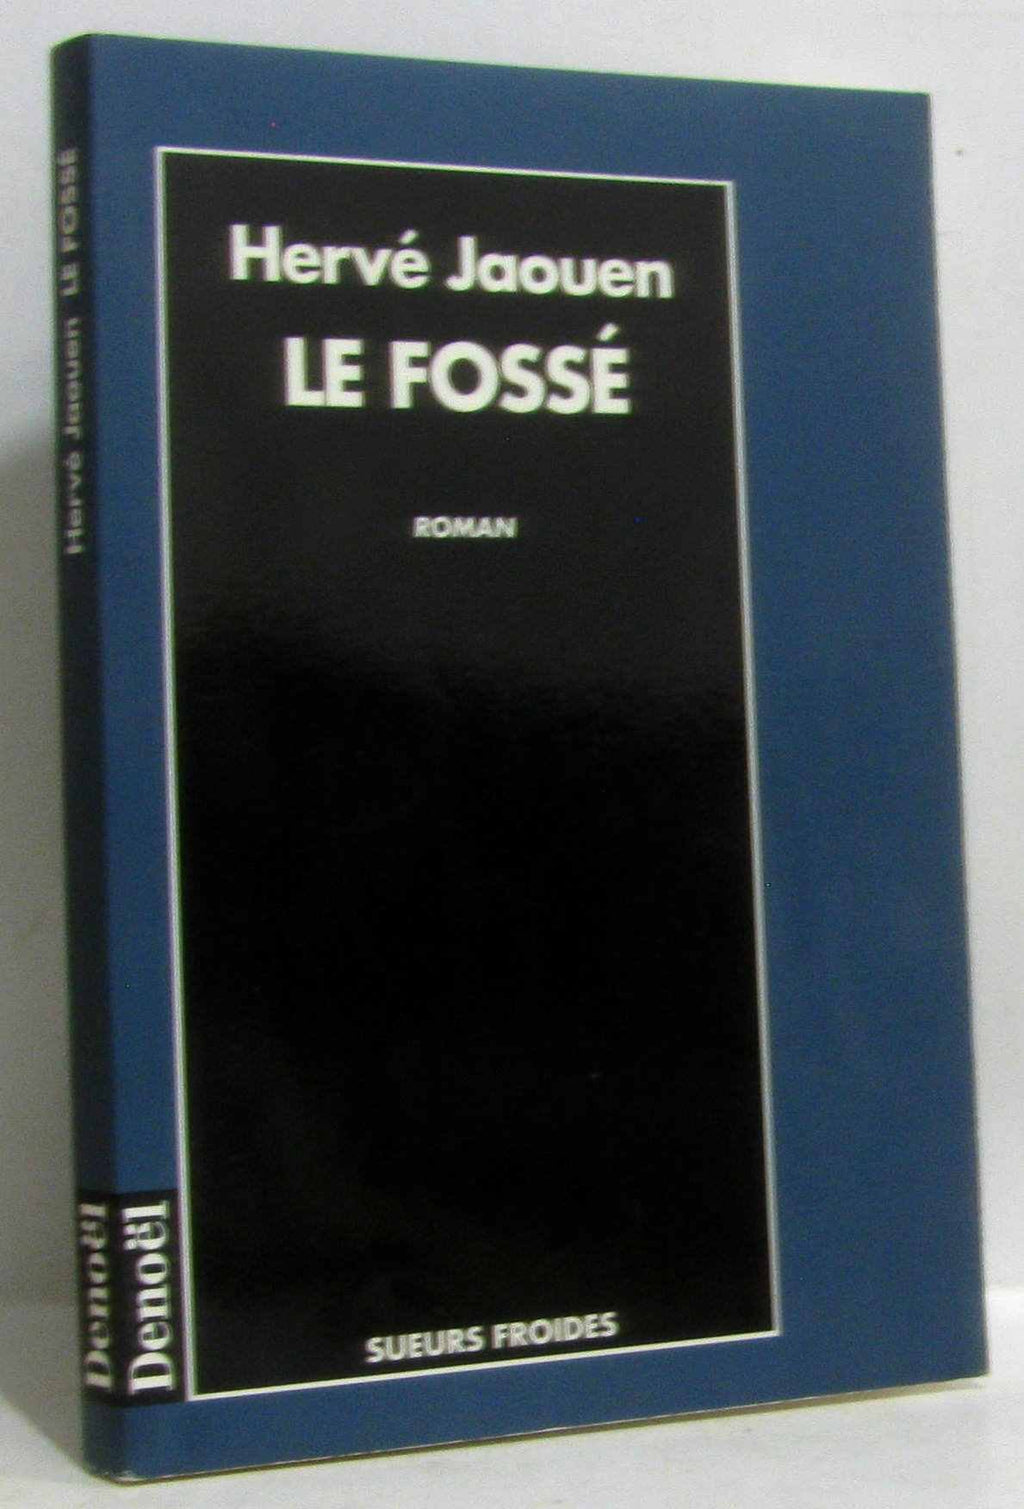 Hervé Jaouen
LE FOSSÉ
ROMAN
SUEURS FROIDES
Denoël
Hervé Jaouen LE FOSSÉ
Denoël